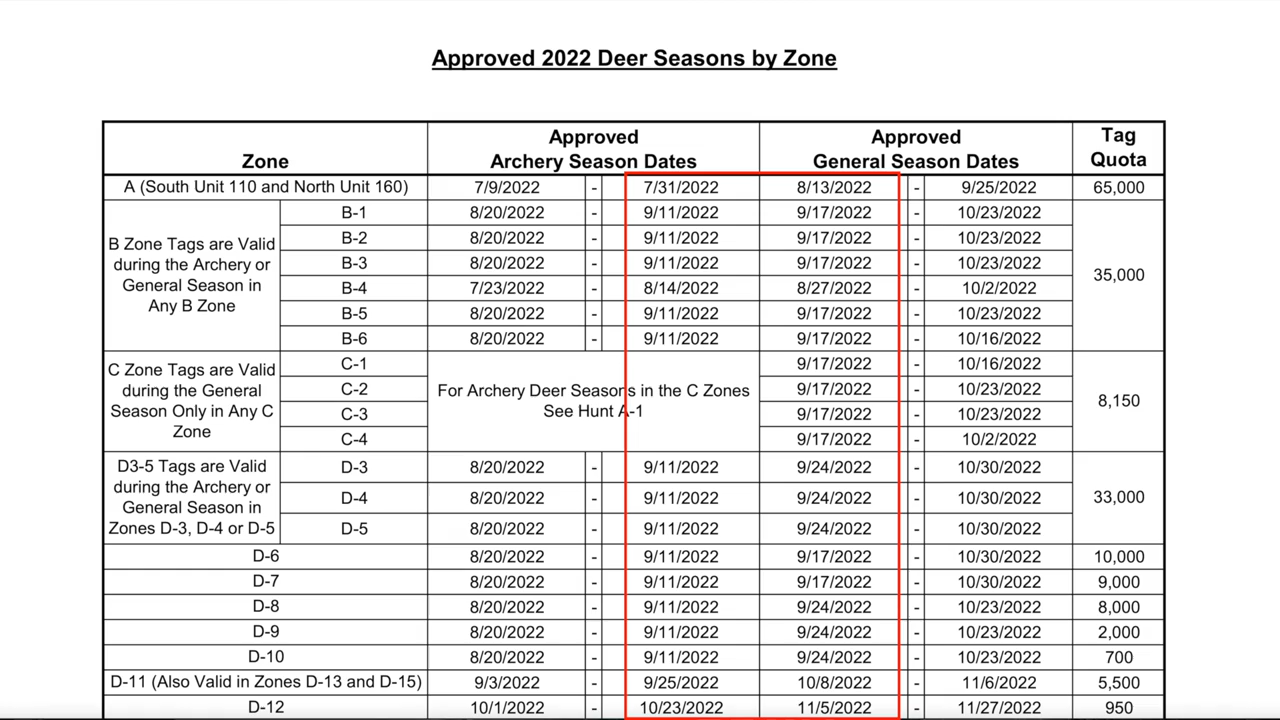 Approved 2022 Deer Seasons by Zone
Zone
Approved
Archery Season Dates
Approved
General Season Dates
Tag
Quota
A (South Unit 110 and North Unit 160) 7/9/2022 - 7/31/2022 8/13/2022 - 9/25/2022 65,000
B Zone Tags are Valid
during the Archery or
General Season in
Any B Zone
B-1 8/20/2022 - 9/11/2022 9/17/2022 - 10/23/2022
B-2 8/20/2022 - 9/11/2022 9/17/2022 - 10/23/2022
B-3 8/20/2022 - 9/11/2022 9/17/2022 - 10/23/2022
B-4 7/23/2022 - 8/14/2022 8/27/2022 - 10/2/2022
B-5 8/20/2022 - 9/11/2022 9/17/2022 - 10/23/2022
B-6 8/20/2022 - 9/11/2022 9/17/2022 - 10/16/2022
35,000
C Zone Tags are Valid
during the General
Season Only in Any C
Zone
For Archery Deer Seasons in the C Zones
See Hunt A-1
C-1 9/17/2022 - 10/16/2022
C-2 9/17/2022 - 10/23/2022
C-3 9/17/2022 - 10/23/2022
C-4 9/17/2022 - 10/2/2022
8,150
D3-5 Tags are Valid
during the Archery or
General Season in
Zones D-3, D-4 or D-5
D-3 8/20/2022 - 9/11/2022 9/24/2022 - 10/30/2022
D-4 8/20/2022 - 9/11/2022 9/24/2022 - 10/30/2022
D-5 8/20/2022 - 9/11/2022 9/24/2022 - 10/30/2022
33,000
D-6 8/20/2022 - 9/11/2022 9/17/2022 - 10/30/2022 10,000
D-7 8/20/2022 - 9/11/2022 9/17/2022 - 10/30/2022 9,000
D-8 8/20/2022 - 9/11/2022 9/24/2022 - 10/23/2022 8,000
D-9 8/20/2022 - 9/11/2022 9/24/2022 - 10/23/2022 2,000
D-10 8/20/2022 - 9/11/2022 9/24/2022 - 10/23/2022 700
D-11 (Also Valid in Zones D-13 and D-15) 9/3/2022 - 9/25/2022 10/8/2022 - 11/6/2022 5,500
D-12 10/1/2022 - 10/23/2022 11/5/2022 - 11/27/2022 950